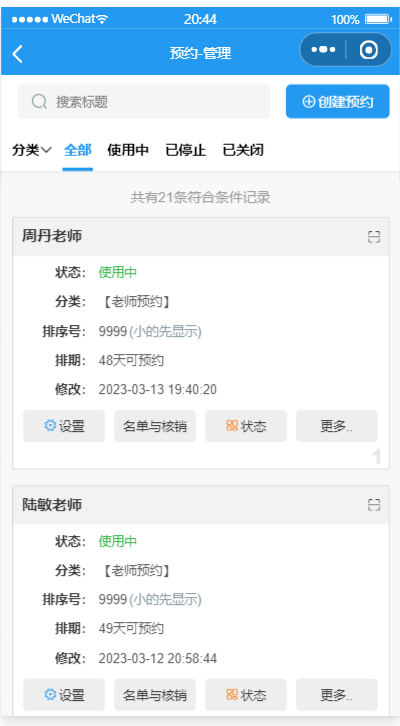 WeChat 20:44 100%
预约-管理
搜索标题 创建预约
分类 全部 使用中 已停止 已关闭
共有21条符合条件记录
周丹老师
状态： 使用中
分类： 【老师预约】
排序号： 9999 (小的先显示)
排期： 48天可预约
修改： 2023-03-13 19:40:20
设置 名单与核销 状态 更多..
1
陆敏老师
状态： 使用中
分类： 【老师预约】
排序号： 9999 (小的先显示)
排期： 49天可预约
修改： 2023-03-12 20:58:44
设置 名单与核销 状态 更多..